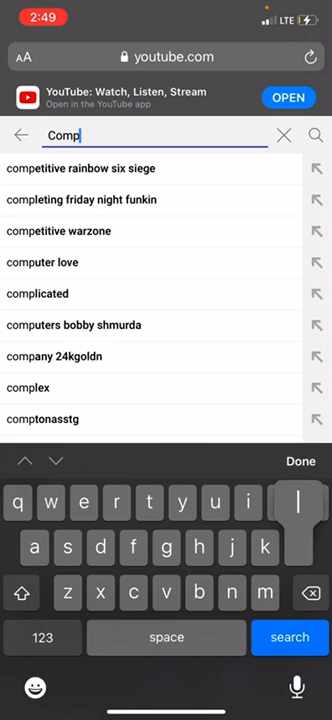 2:49
LTE
AA
youtube.com
YouTube: Watch, Listen, Stream
Open in the YouTube app
OPEN
Comp
competitive rainbow six siege
completing friday night funkin
competitive warzone
computer love
complicated
computers bobby shmurda
company 24kgoldn
complex
comptonasstg
Done
q w e r t y u i l
a s d f g h j k
z x c v b n m
123 space search